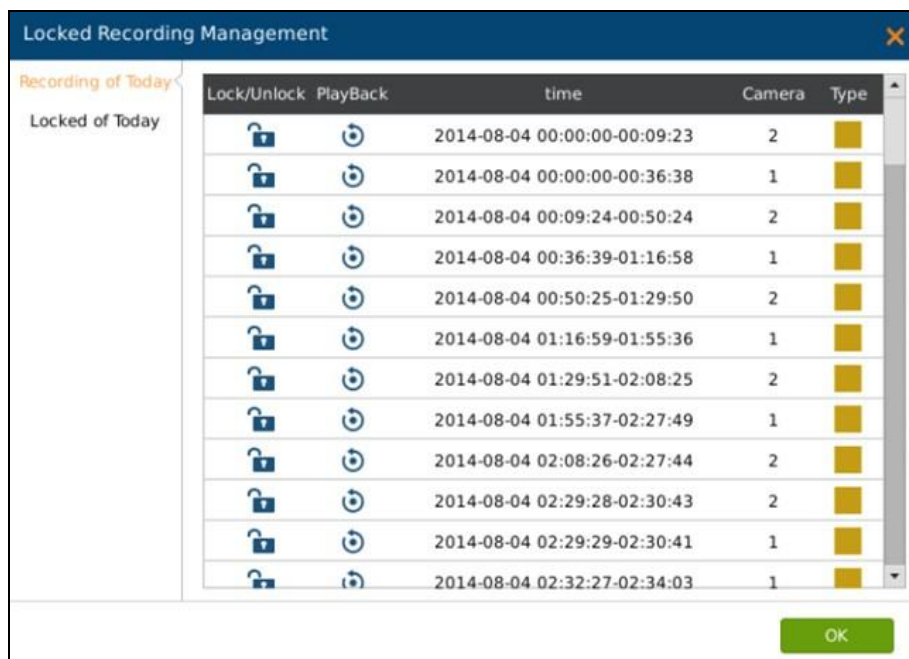 Locked Recording Management
Recording of Today
Locked of Today
Lock/Unlock PlayBack time Camera Type
2014-08-04 00:00:00-00:09:23 2
2014-08-04 00:00:00-00:36:38 1
2014-08-04 00:09:24-00:50:24 2
2014-08-04 00:36:39-01:16:58 1
2014-08-04 00:50:25-01:29:50 2
2014-08-04 01:16:59-01:55:36 1
2014-08-04 01:29:51-02:08:25 2
2014-08-04 01:55:37-02:27:49 1
2014-08-04 02:08:26-02:27:44 2
2014-08-04 02:29:28-02:30:43 2
2014-08-04 02:29:29-02:30:41 1
2014-08-04 02:32:27-02:34:03 1
OK